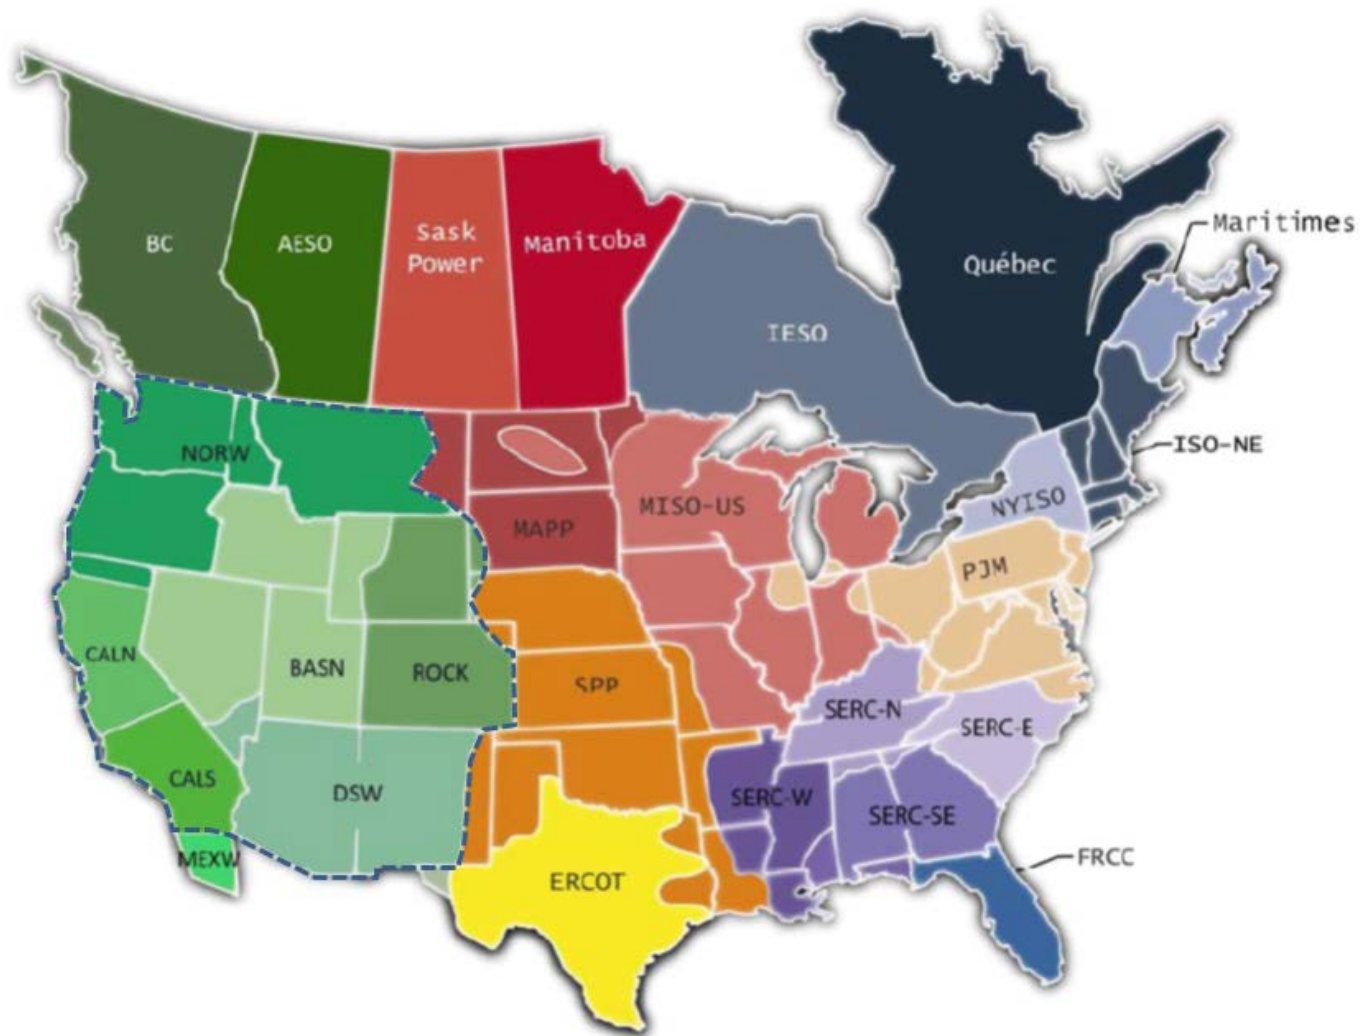 BC
AESO
Sask
Power
Manitoba
Québec
Maritimes
IESO
ISO-NE
NORW
NYISO
MISO-US
MAPP
PJM
CALN
BASN
ROCK
SPP
SERC-N
SERC-E
CALS
DSW
SERC-W
SERC-SE
MEXW
ERCOT
FRCC